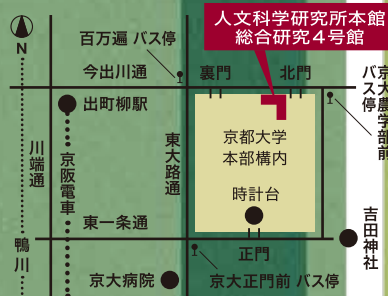 人文科学研究所本館
総合研究4号館
N
百万遍 バス停
今出川通
裏門
北門
京大農学部前
バス停
出町柳駅
川端通
京阪電車
東大路通
京都大学
本部構内
時計台
東一条通
鴨川
正門
吉田神社
京大病院
京大正門前 バス停